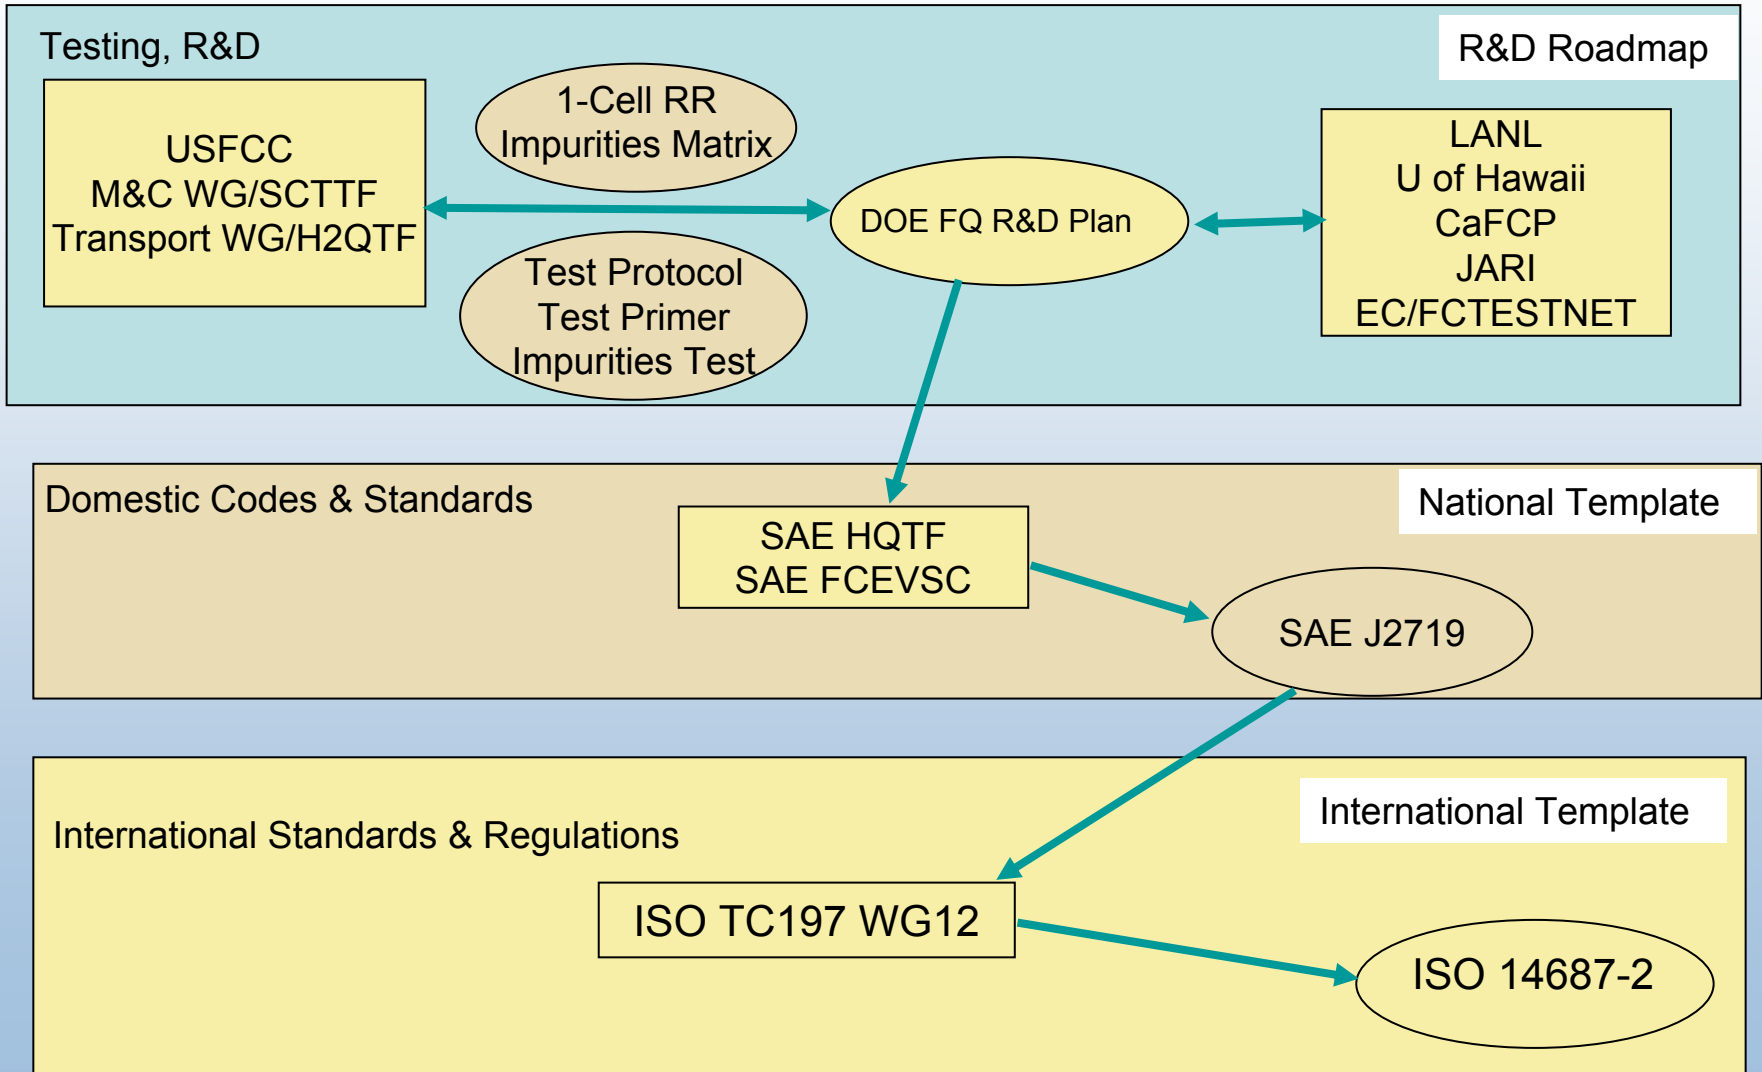 Testing, R&D
R&D Roadmap
USFCC
M&C WG/SCTTF
Transport WG/H2QTF
1-Cell RR
Impurities Matrix
Test Protocol
Test Primer
Impurities Test
DOE FQ R&D Plan
LANL
U of Hawaii
CaFCP
JARI
EC/FCTESTNET
Domestic Codes & Standards
National Template
SAE HQTF
SAE FCEVSC
SAE J2719
International Standards & Regulations
International Template
ISO TC197 WG12
ISO 14687-2